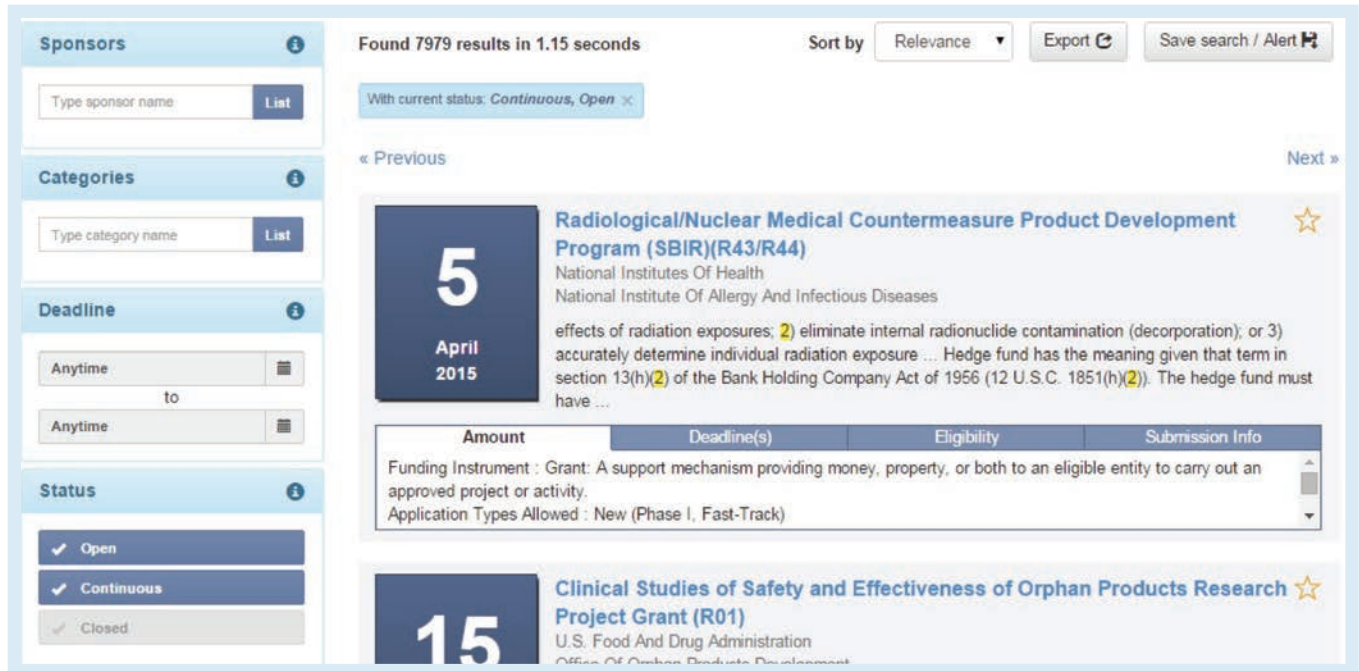 Sponsors
Type sponsor name List
Categories
Type category name List
Deadline
Anytime
to
Anytime
Status
Open
Continuous
Closed
Found 7979 results in 1.15 seconds
Sort by Relevance Export Save search / Alert
With current status: Continuous, Open ×
« Previous Next »
5
April
2015
Radiological/Nuclear Medical Countermeasure Product Development
Program (SBIR)(R43/R44)
National Institutes Of Health
National Institute Of Allergy And Infectious Diseases
effects of radiation exposures; 2) eliminate internal radionuclide contamination (decorporation); or 3)
accurately determine individual radiation exposure ... Hedge fund has the meaning given that term in
section 13(h)(2) of the Bank Holding Company Act of 1956 (12 U.S.C. 1851(h)(2)). The hedge fund must
have ...
Amount Deadline(s) Eligibility Submission Info
Funding Instrument : Grant: A support mechanism providing money, property, or both to an eligible entity to carry out an
approved project or activity.
Application Types Allowed : New (Phase I, Fast-Track)
15
Clinical Studies of Safety and Effectiveness of Orphan Products Research
Project Grant (R01)
U.S. Food And Drug Administration
Office Of Orphan Products Development